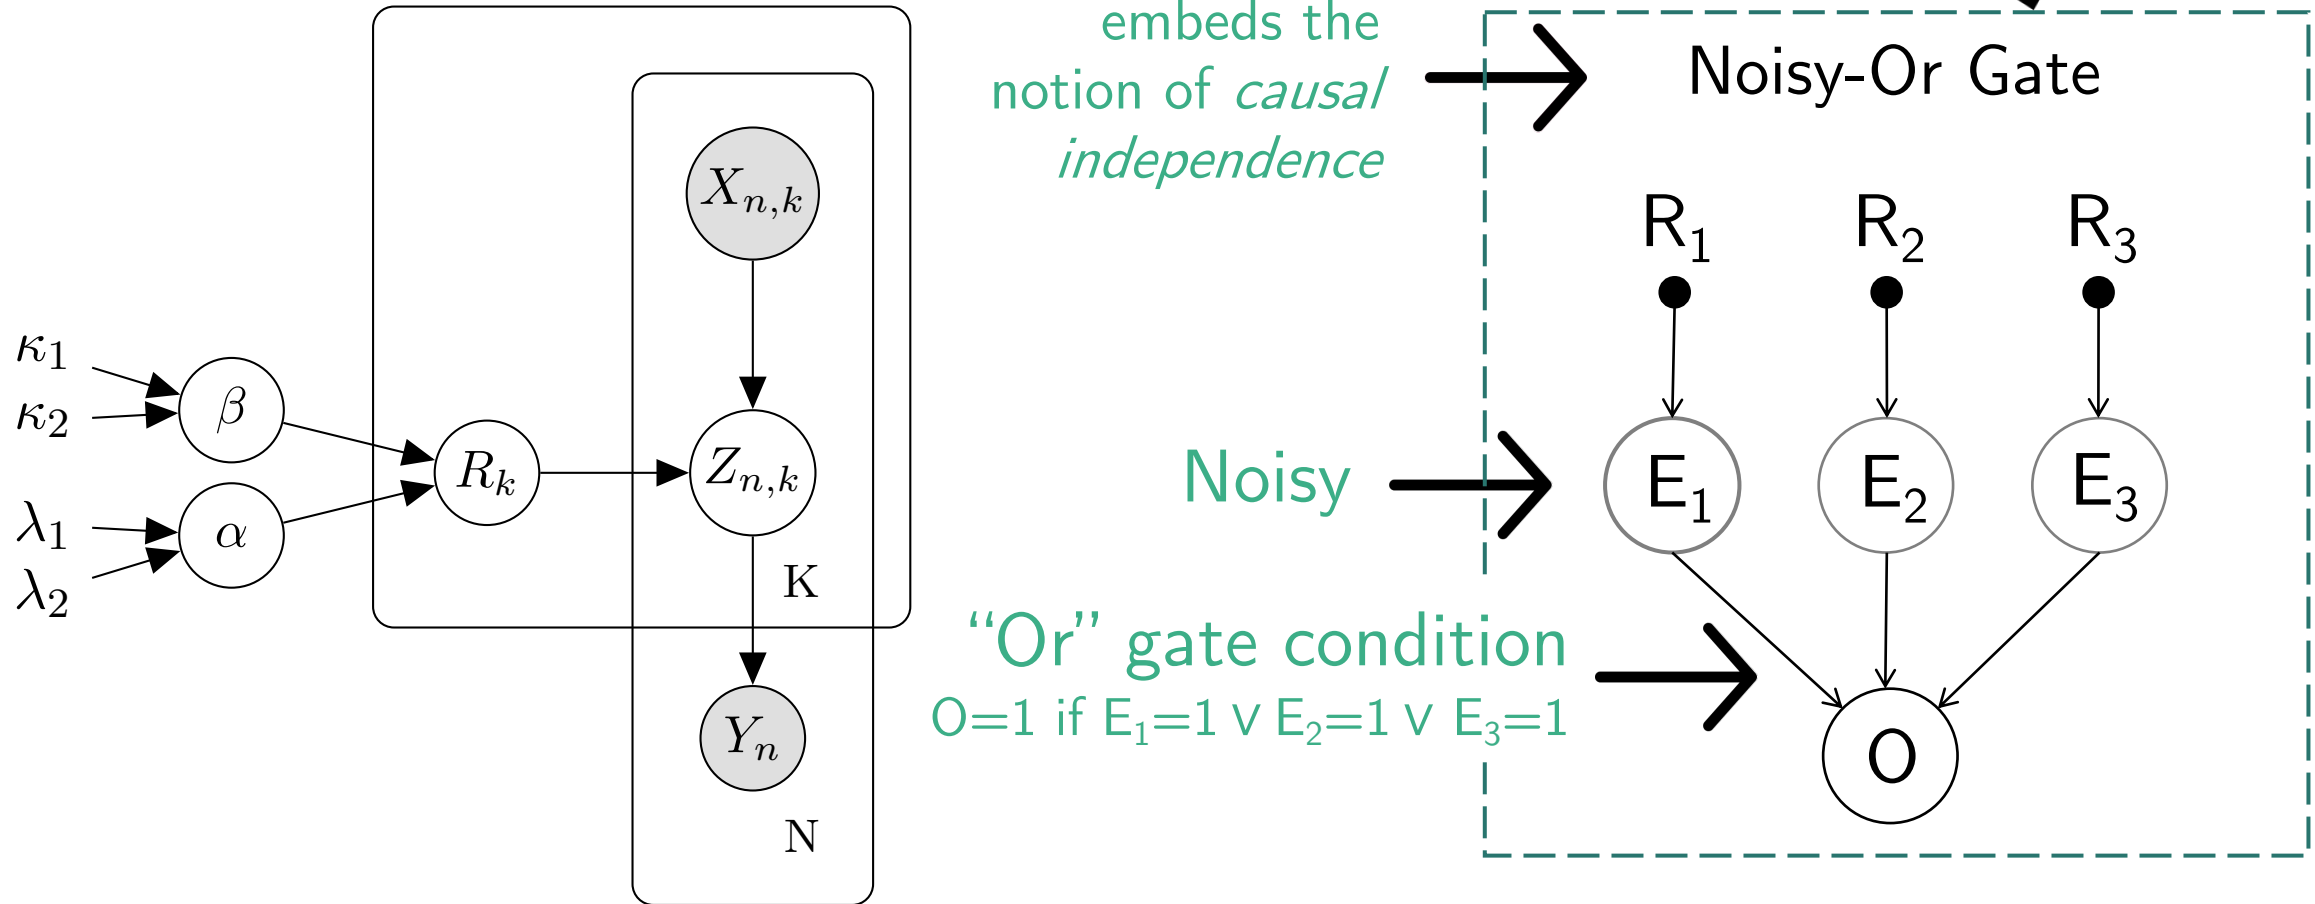 κ₁
κ₂
λ₁
λ₂
β
α
Rₖ
Xₙ,ₖ
Zₙ,ₖ
K
Yₙ
N
embeds the
notion of causal
independence
Noisy
“Or” gate condition
O=1 if E₁=1 ∨ E₂=1 ∨ E₃=1
Noisy-Or Gate
R₁ R₂ R₃
E₁ E₂ E₃
O